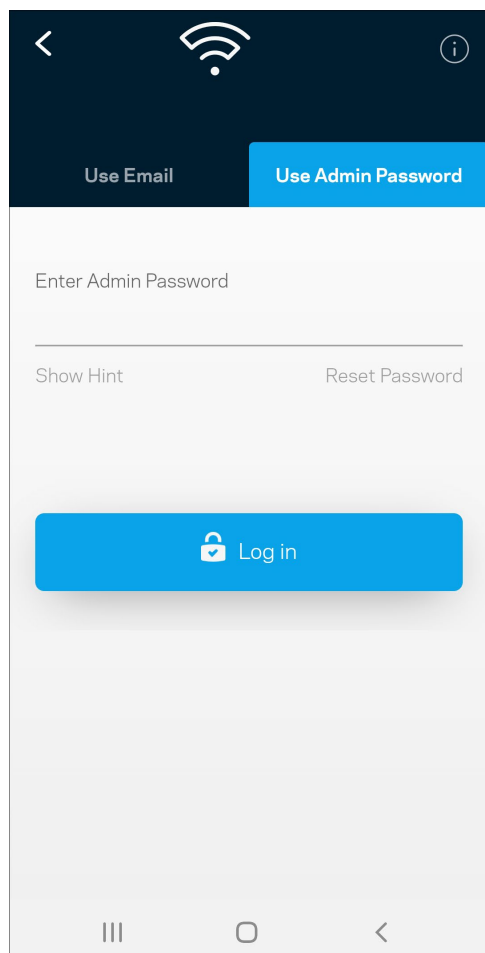 Use Email
Use Admin Password
Enter Admin Password
Show Hint
Reset Password
Log in